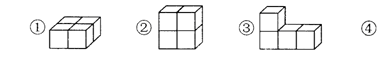 ① ② ③ ④